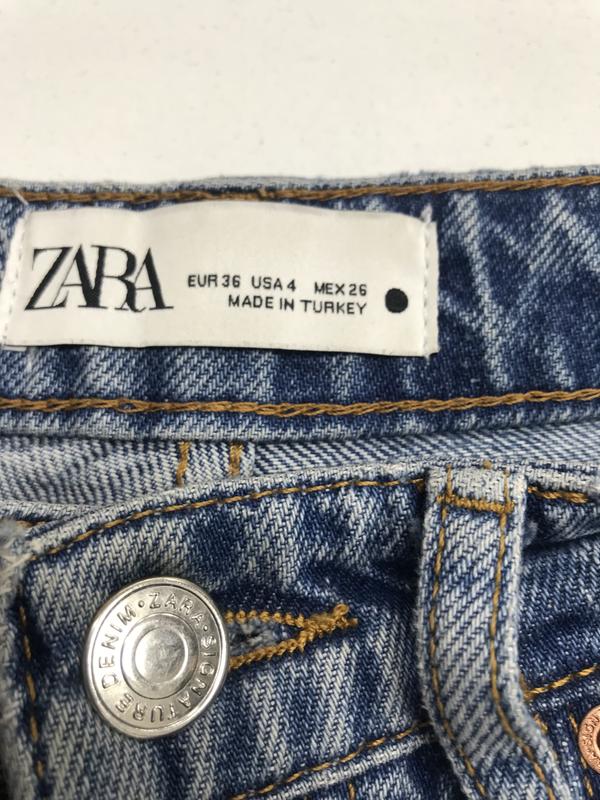 ZARA
EUR 36 USA 4 MEX 26
MADE IN TURKEY
DENIM • ZARA • SIGNATURE